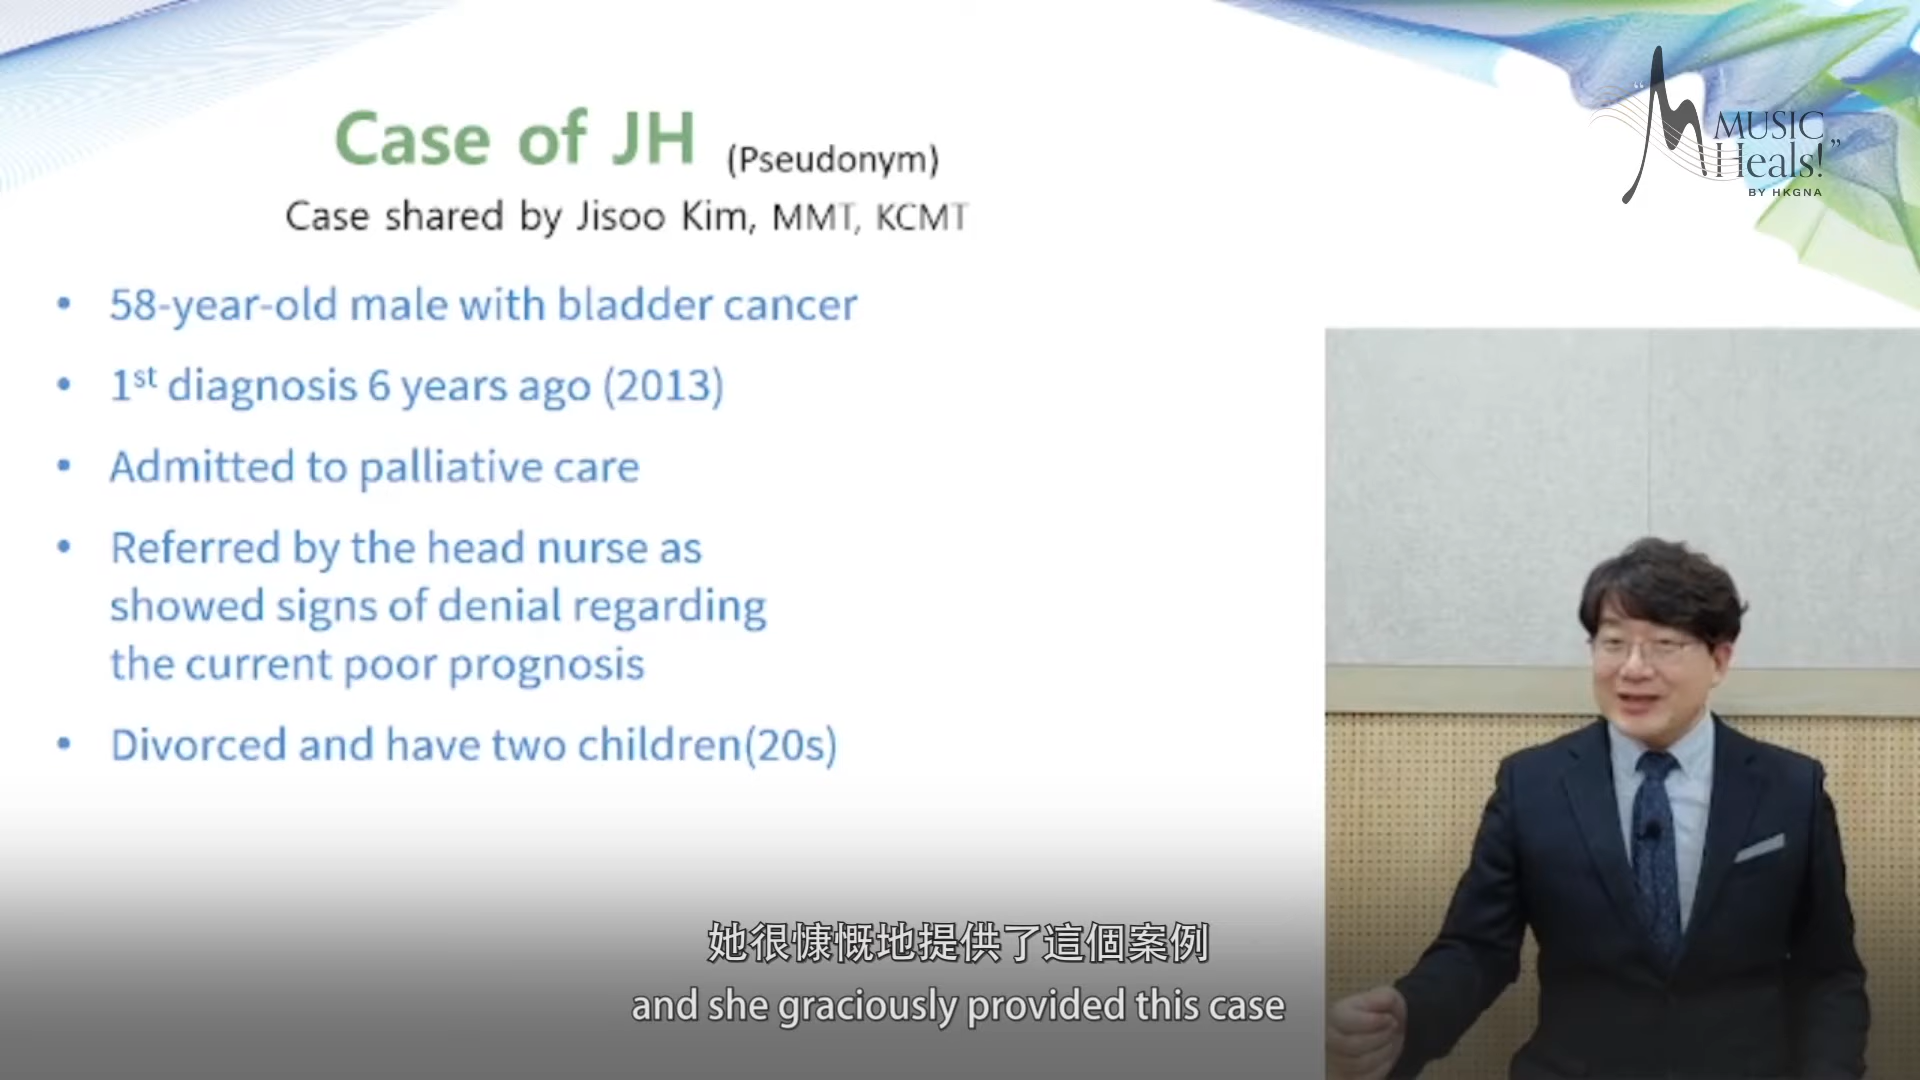 Case of JH (Pseudonym)
Case shared by Jisoo Kim, MMT, KCMT
• 58-year-old male with bladder cancer
• 1st diagnosis 6 years ago (2013)
• Admitted to palliative care
• Referred by the head nurse as
showed signs of denial regarding
the current poor prognosis
• Divorced and have two children(20s)
“MUSIC
Heals!”
BY HKGNA
她很慷慨地提供了這個案例
and she graciously provided this case